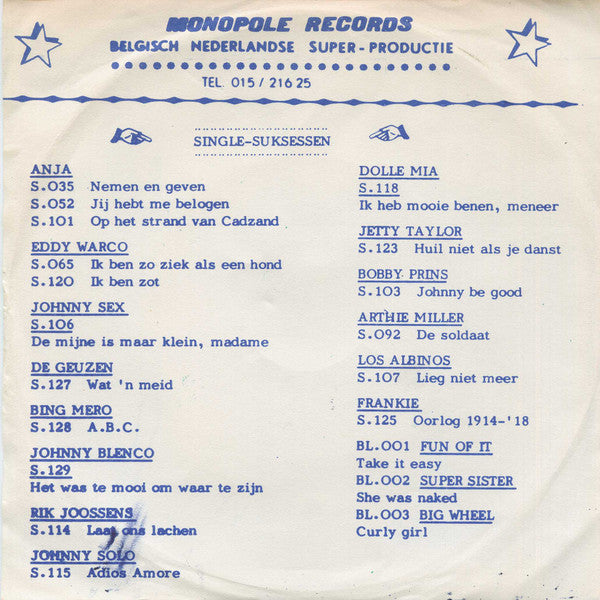 MONOPOLE RECORDS
BELGISCH NEDERLANDSE SUPER-PRODUCTIE
TEL. 015 / 216 25
SINGLE-SUKSESSEN
ANJA
S.035 Nemen en geven
S.052 Jij hebt me belogen
S.101 Op het strand van Cadzand
EDDY WARCO
S.065 Ik ben zo ziek als een hond
S.120 Ik ben zot
JOHNNY SEX
S.106
De mijne is maar klein, madame
DE GEUZEN
S.127 Wat 'n meid
BING MERO
S.128 A.B.C.
JOHNNY BLENCO
S.129
Het was te mooi om waar te zijn
RIK JOOSSENS
S.114 Laat ons lachen
JOHNNY SOLO
S.115 Adios Amore
DOLLE MIA
S.118
Ik heb mooie benen, meneer
JETTY TAYLOR
S.123 Huil niet als je danst
BOBBY PRINS
S.103 Johnny be good
ARTHIE MILLER
S.092 De soldaat
LOS ALBINOS
S.107 Lieg niet meer
FRANKIE
S.125 Oorlog 1914-'18
BL.001 FUN OF IT
Take it easy
BL.002 SUPER SISTER
She was naked
BL.003 BIG WHEEL
Curly girl